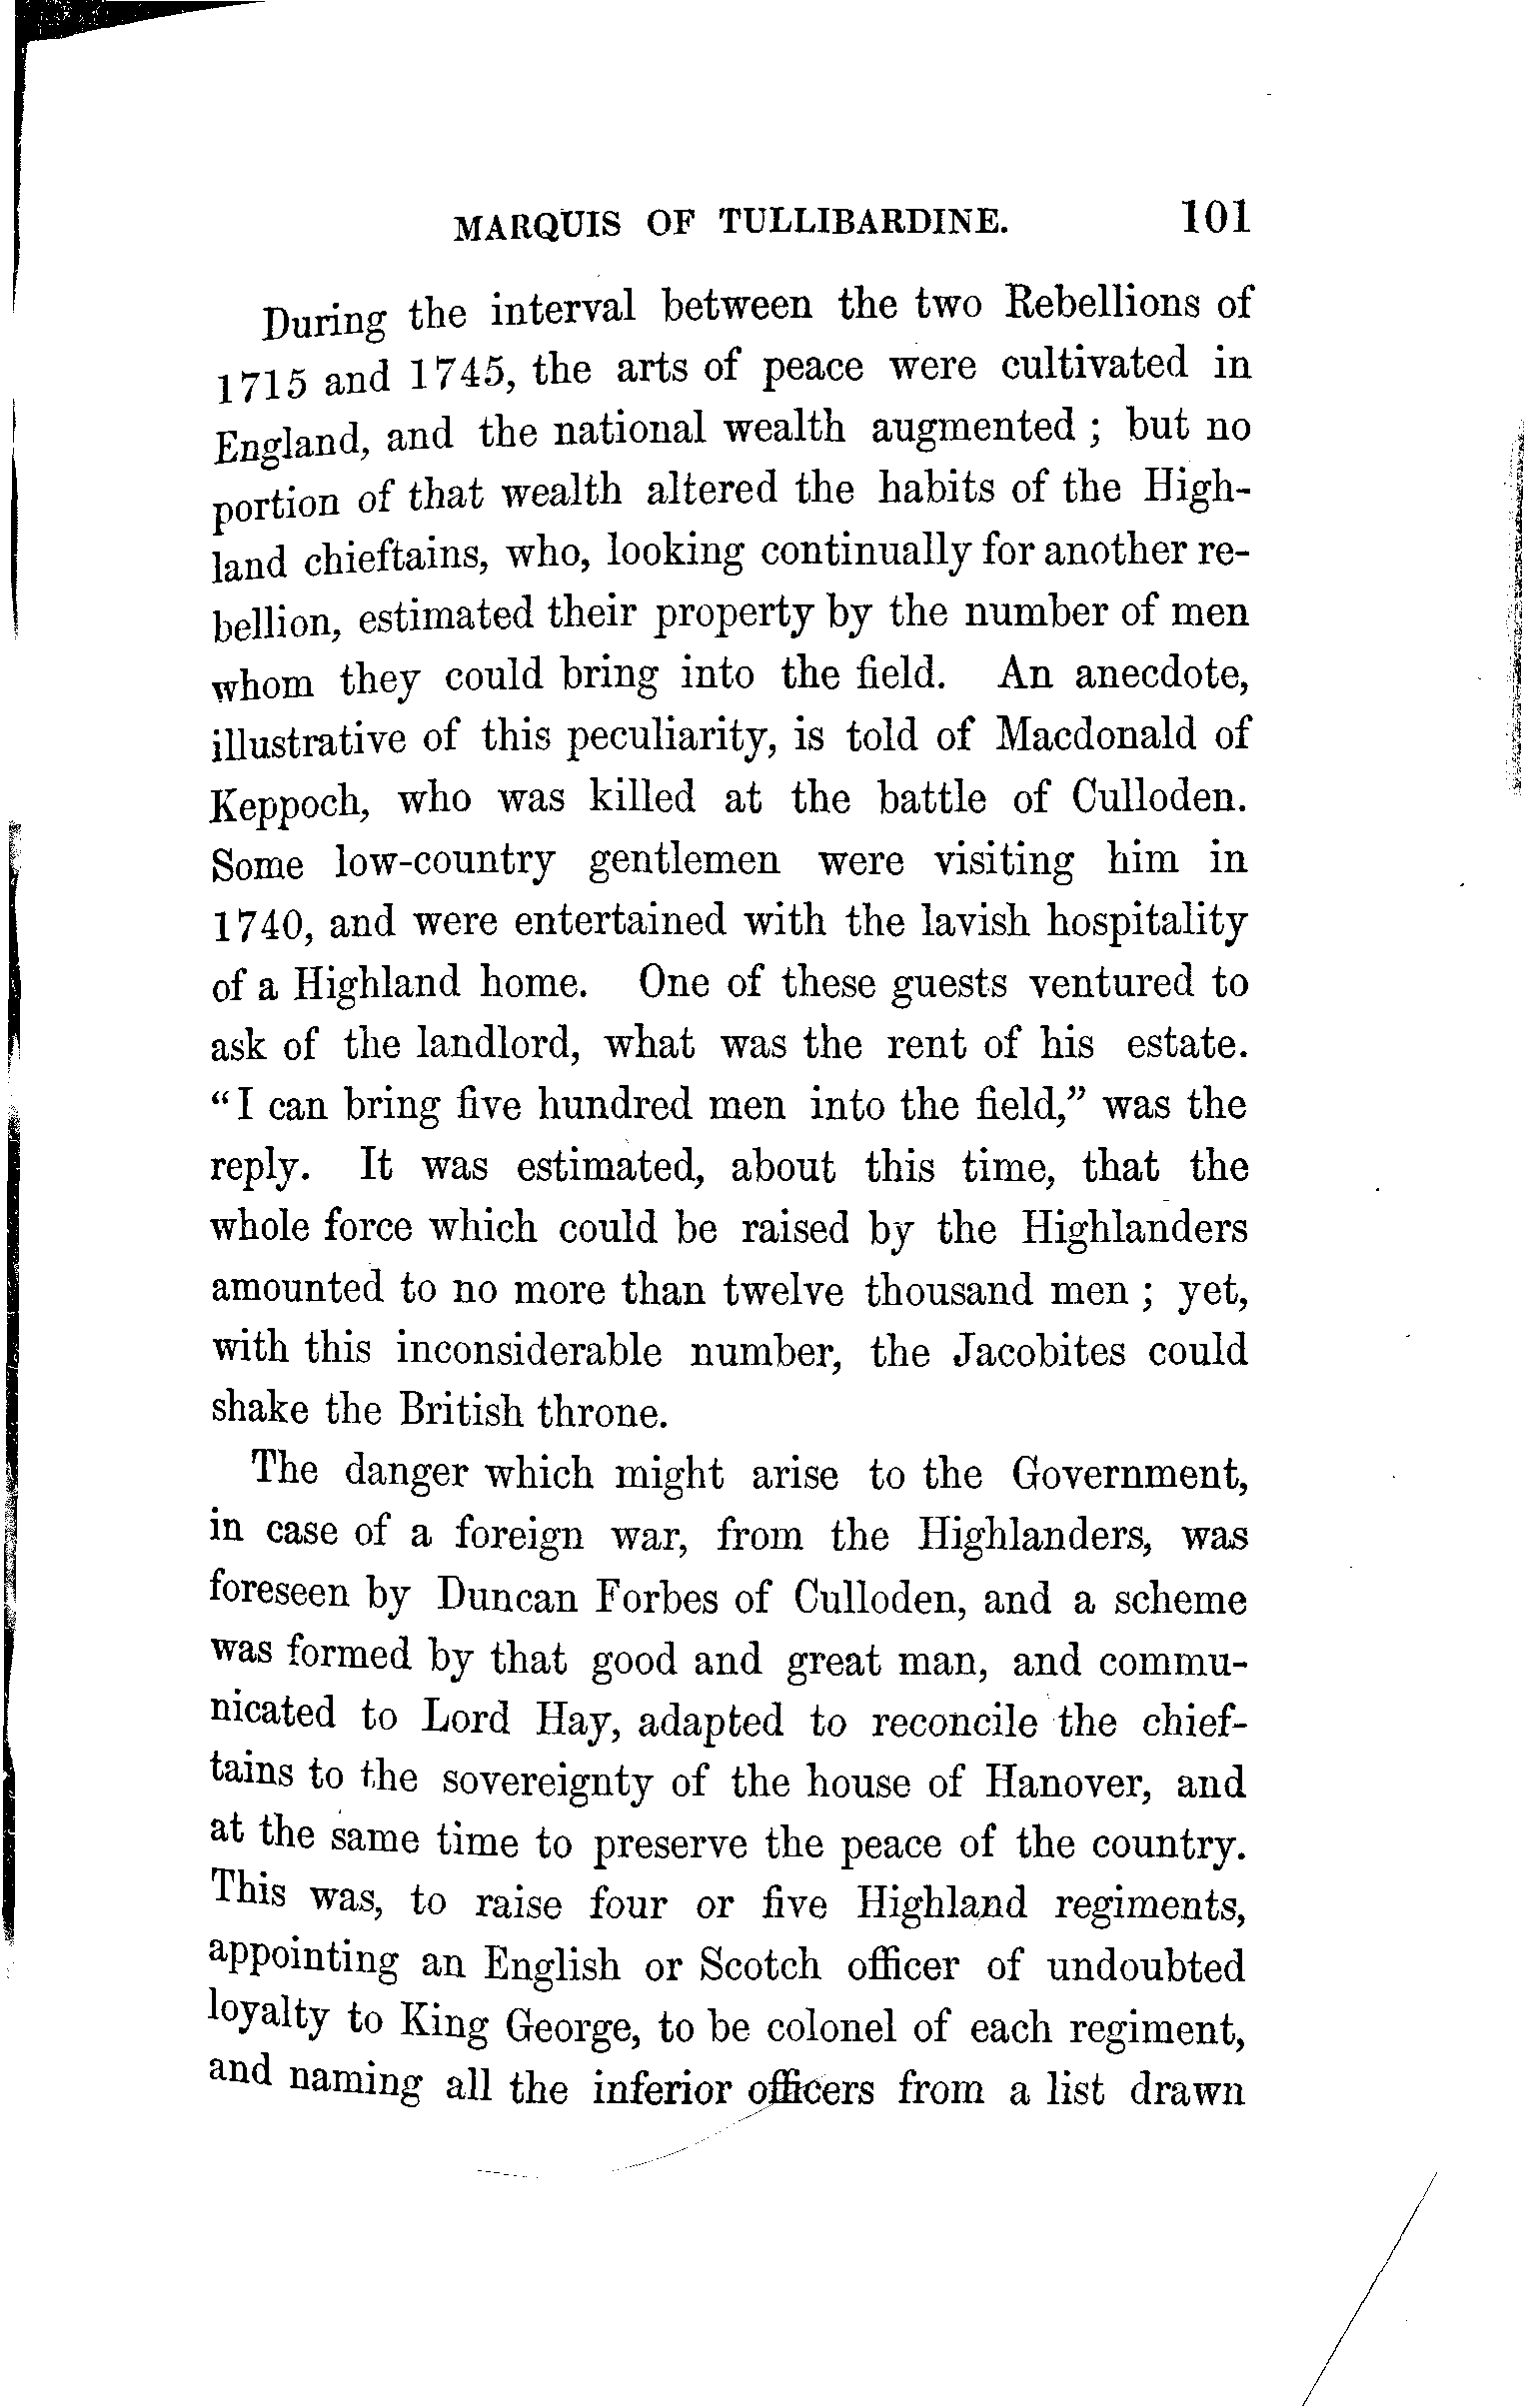 MARQUIS OF TULLIBARDINE. 101
During the interval between the two Rebellions of
1715 and 1745, the arts of peace were cultivated in
England, and the national wealth augmented ; but no
portion of that wealth altered the habits of the High-
land chieftains, who, looking continually for another re-
bellion, estimated their property by the number of men
whom they could bring into the field. An anecdote,
illustrative of this peculiarity, is told of Macdonald of
Keppoch, who was killed at the battle of Culloden.
Some low-country gentlemen were visiting him in
1740, and were entertained with the lavish hospitality
of a Highland home. One of these guests ventured to
ask of the landlord, what was the rent of his estate.
“I can bring five hundred men into the field,” was the
reply. It was estimated, about this time, that the
whole force which could be raised by the Highlanders
amounted to no more than twelve thousand men ; yet,
with this inconsiderable number, the Jacobites could
shake the British throne.
The danger which might arise to the Government,
in case of a foreign war, from the Highlanders, was
foreseen by Duncan Forbes of Culloden, and a scheme
was formed by that good and great man, and commu-
nicated to Lord Hay, adapted to reconcile the chief-
tains to the sovereignty of the house of Hanover, and
at the same time to preserve the peace of the country.
This was, to raise four or five Highland regiments,
appointing an English or Scotch officer of undoubted
loyalty to King George, to be colonel of each regiment,
and naming all the inferior officers from a list drawn